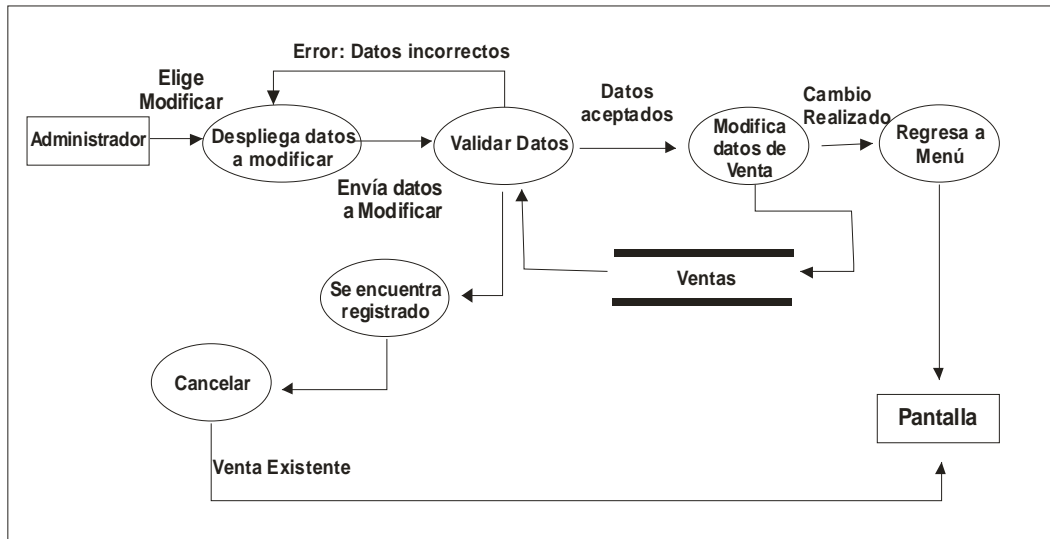 Error: Datos incorrectos
Elige
Modificar
Administrador
Despliega datos
a modificar
Envía datos
a Modificar
Validar Datos
Datos
aceptados
Modifica
datos de
Venta
Cambio
Realizado
Regresa a
Menú
Ventas
Se encuentra
registrado
Cancelar
Venta Existente
Pantalla